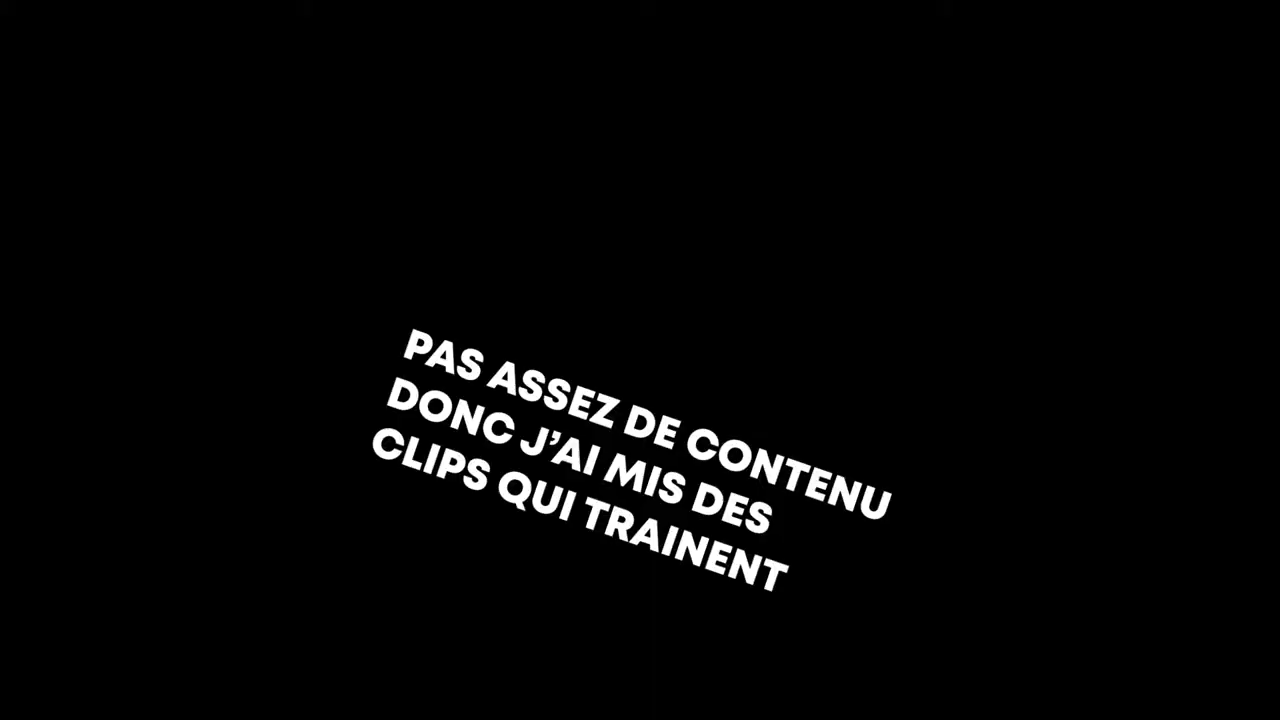 PAS ASSEZ DE CONTENU
DONC J’AI MIS DES
CLIPS QUI TRAINENT